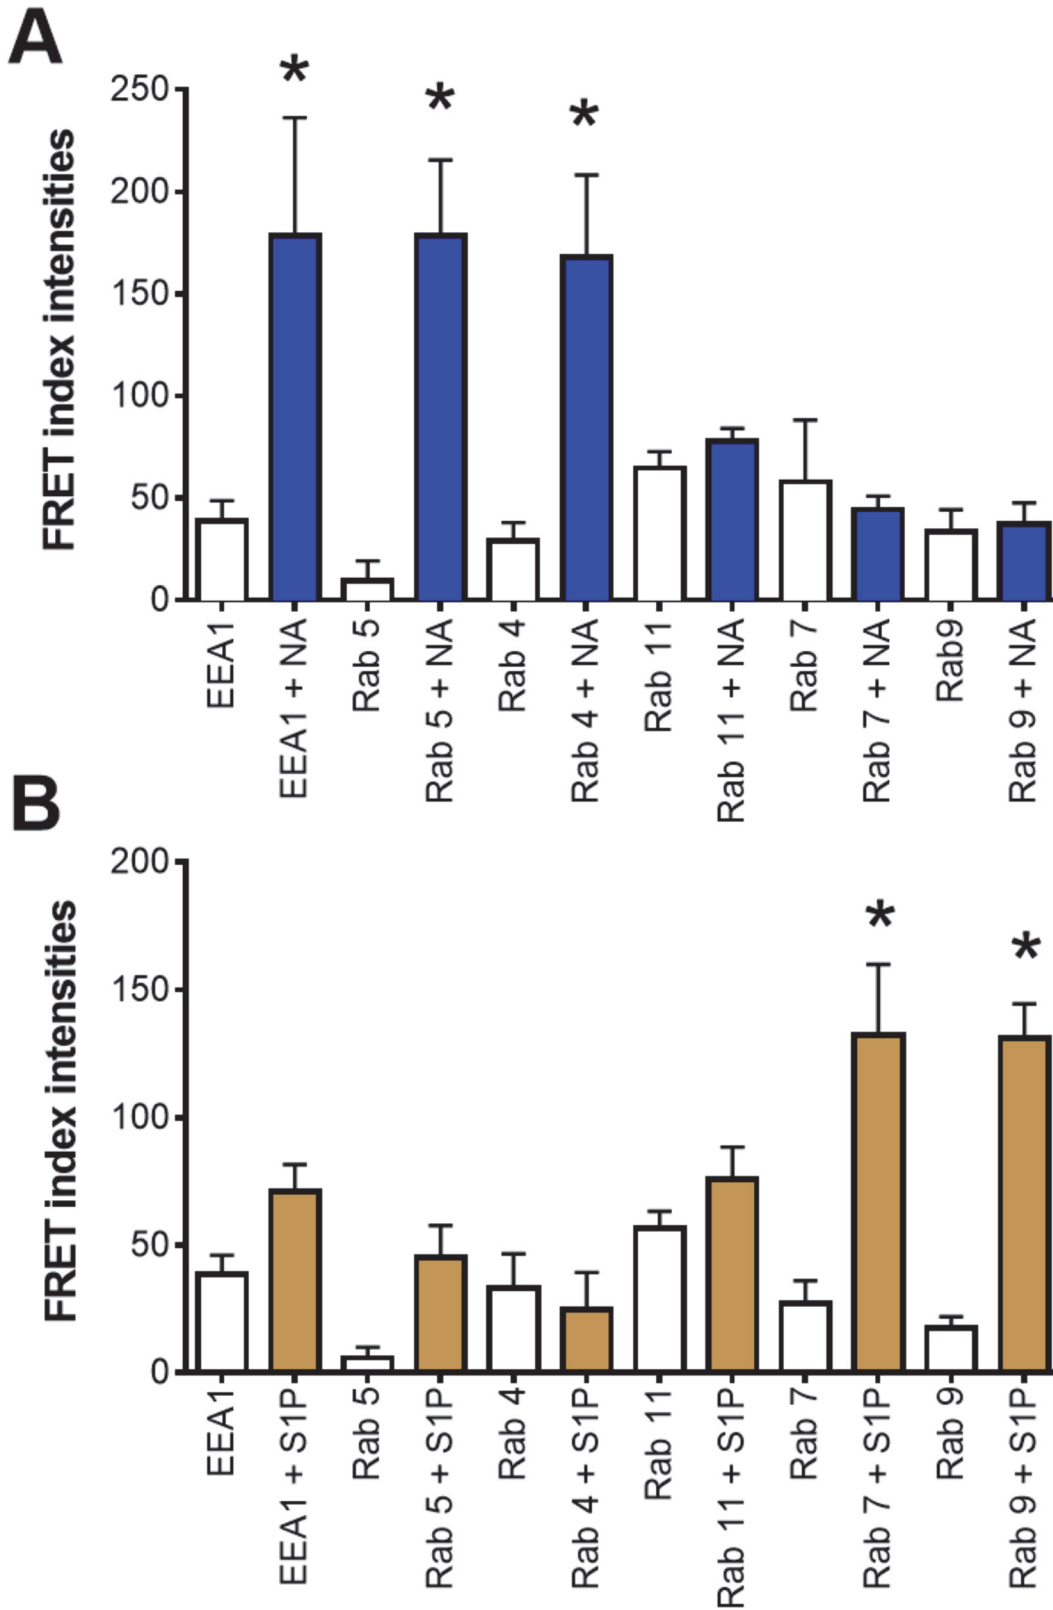 A
FRET index intensities
250
200
150
100
50
0
*
*
*
EEA1
EEA1 + NA
Rab 5
Rab 5 + NA
Rab 4
Rab 4 + NA
Rab 11
Rab 11 + NA
Rab 7
Rab 7 + NA
Rab9
Rab 9 + NA
B
FRET index intensities
200
150
100
50
0
*
*
EEA1
EEA1 + S1P
Rab 5
Rab 5 + S1P
Rab 4
Rab 4 + S1P
Rab 11
Rab 11 + S1P
Rab 7
Rab 7 + S1P
Rab 9
Rab 9 + S1P